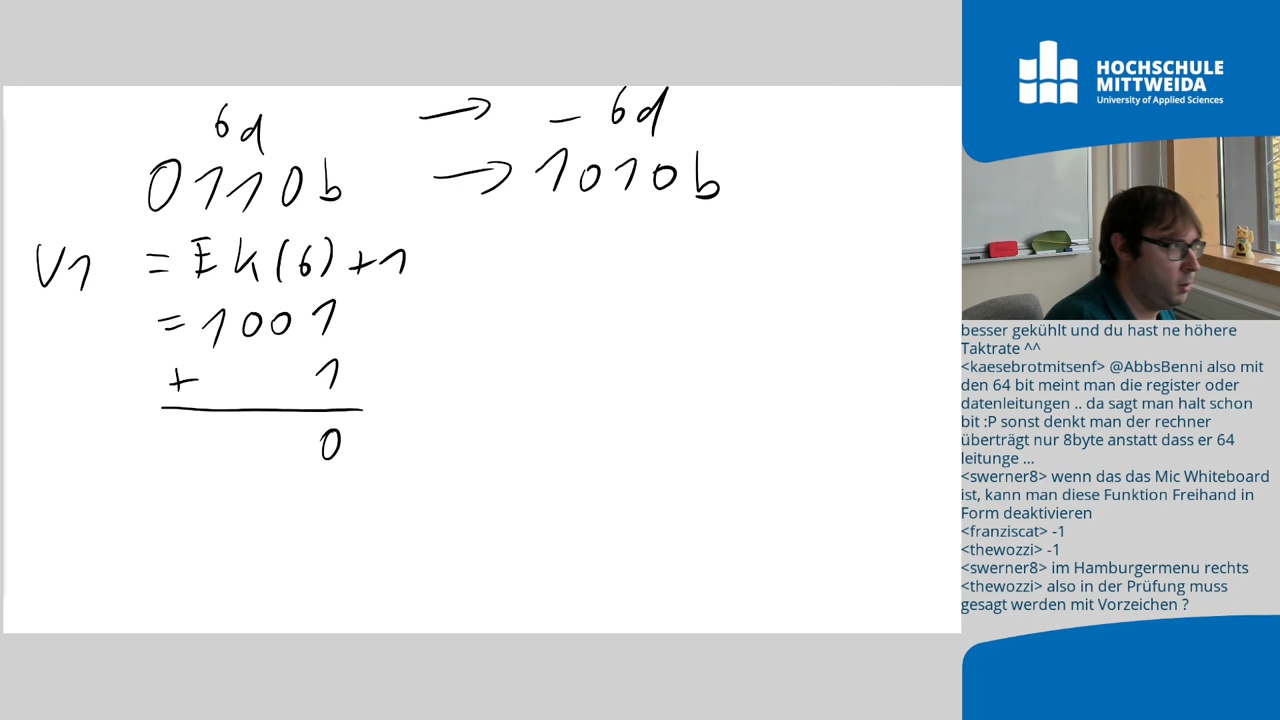 6d → - 6d
0110b → 1010b
V1 = EK(6)+1
= 1001
+ 1
0
HOCHSCHULE
MITTWEIDA
University of Applied Sciences
besser gekühlt und du hast ne höhere
Taktrate ^^
<kaesebrotmitsenf> @AbbsBenni also mit
den 64 bit meint man die register oder
datenleitungen .. da sagt man halt schon
bit :P sonst denkt man der rechner
überträgt nur 8byte anstatt dass er 64
leitunge ...
<swerner8> wenn das das Mic Whiteboard
ist, kann man diese Funktion Freihand in
Form deaktivieren
<franziscat> -1
<thewozzi> -1
<swerner8> im Hamburgermenu rechts
<thewozzi> also in der Prüfung muss
gesagt werden mit Vorzeichen ?